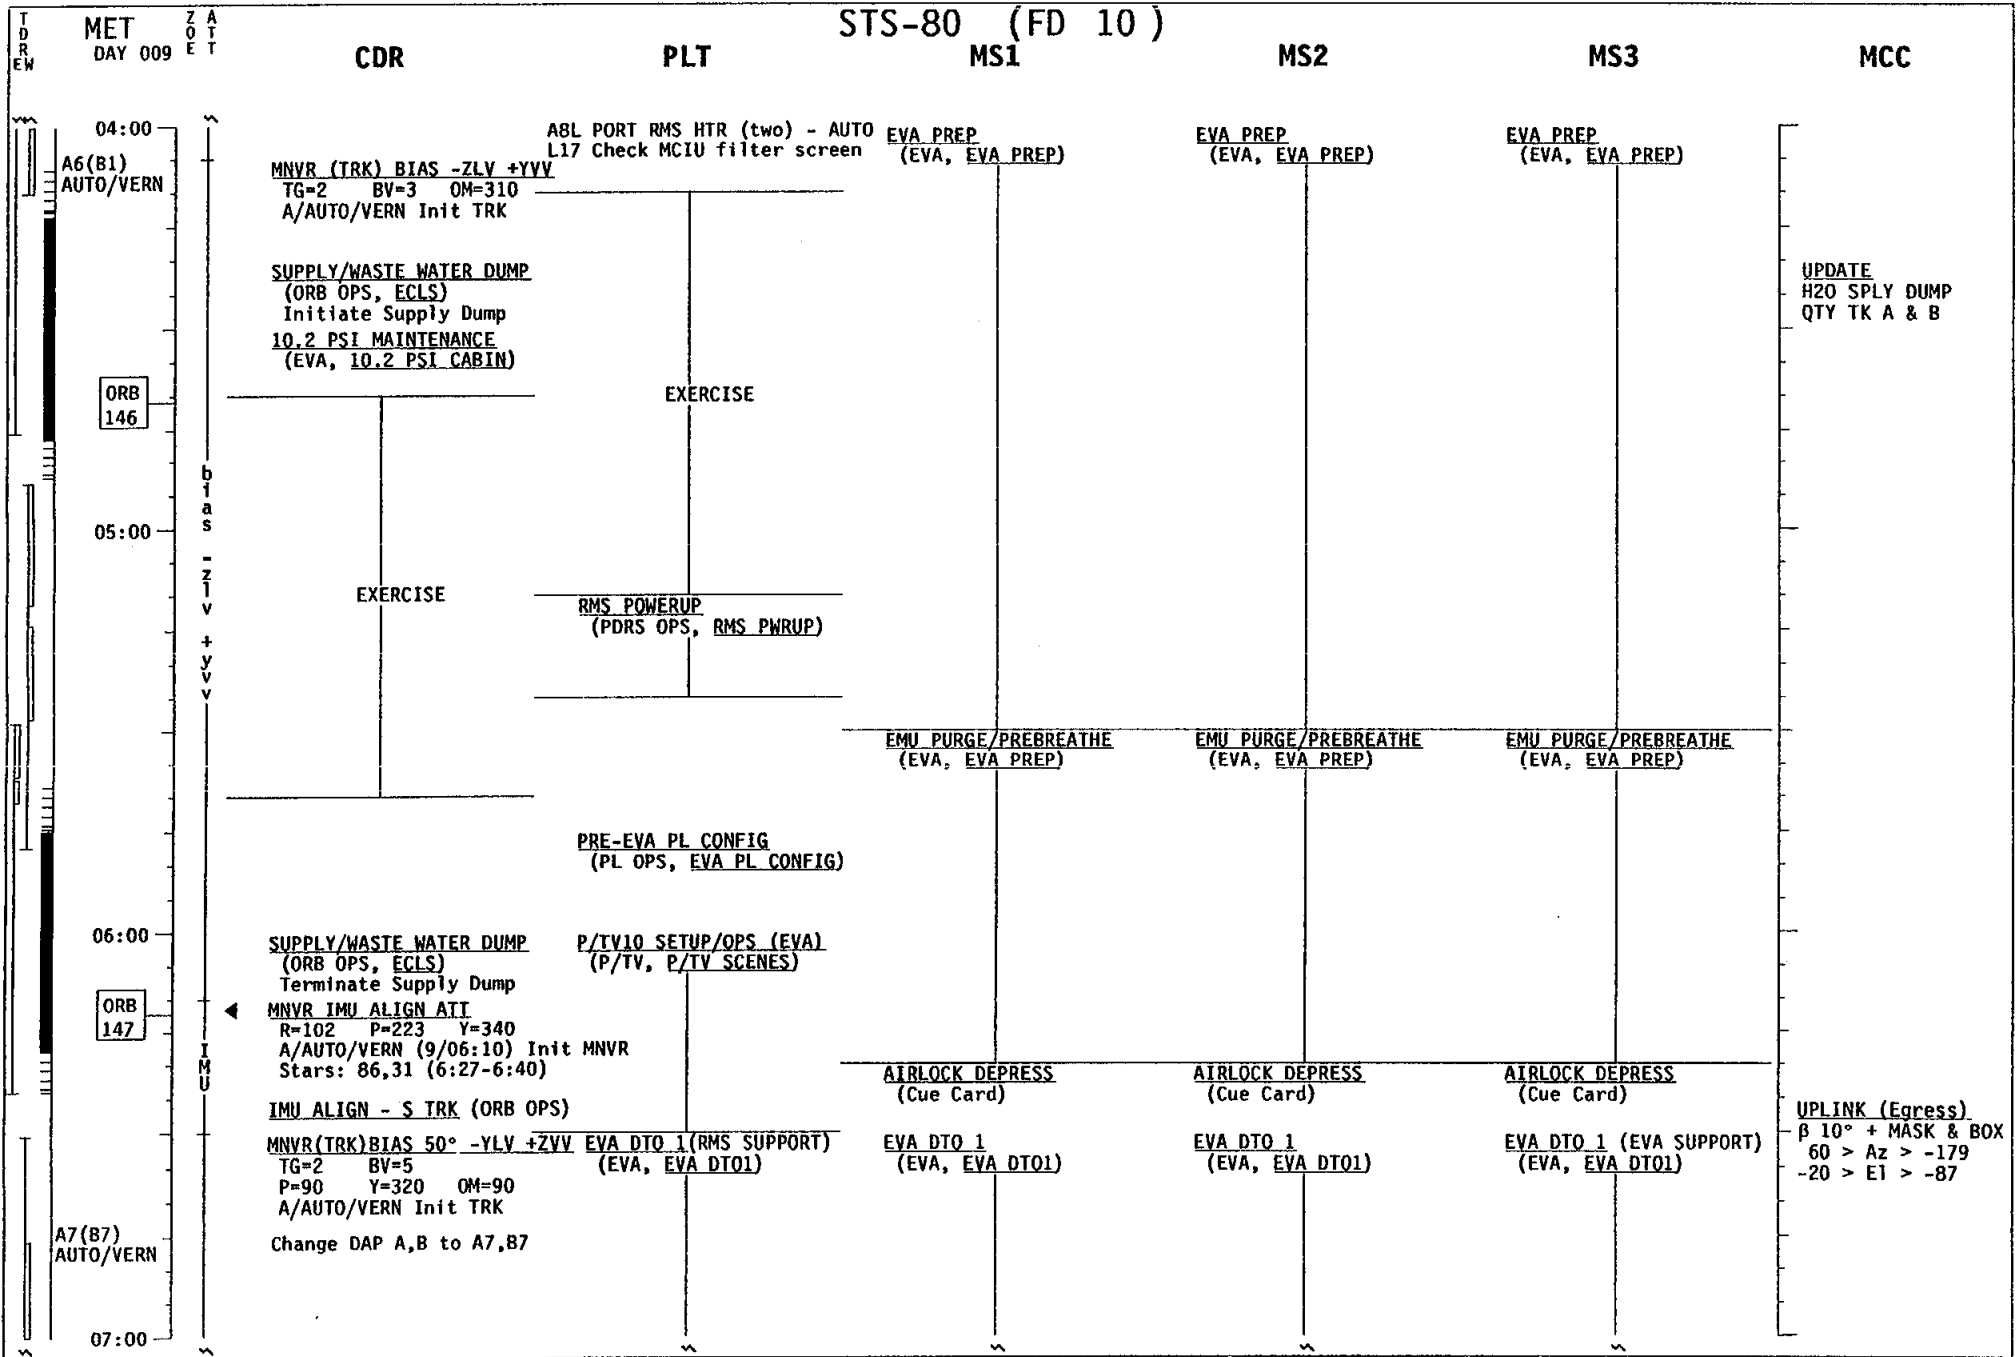 STS-80 (FD 10 )
TDREW
MET
DAY 009
ZOE
ATT
CDR
PLT
MS1
MS2
MS3
MCC
04:00
A6(B1)
AUTO/VERN
ORB
146
05:00
06:00
ORB
147
A7(B7)
AUTO/VERN
07:00
bias -zlv +yvv
IMU
MNVR (TRK) BIAS -ZLV +YVV
TG=2 BV=3 OM=310
A/AUTO/VERN Init TRK
SUPPLY/WASTE WATER DUMP
(ORB OPS, ECLS)
Initiate Supply Dump
10.2 PSI MAINTENANCE
(EVA, 10.2 PSI CABIN)
EXERCISE
SUPPLY/WASTE WATER DUMP
(ORB OPS, ECLS)
Terminate Supply Dump
MNVR IMU ALIGN ATT
R=102 P=223 Y=340
A/AUTO/VERN (9/06:10) Init MNVR
Stars: 86,31 (6:27-6:40)
IMU ALIGN - S TRK (ORB OPS)
MNVR(TRK)BIAS 50° -YLV +ZVV
TG=2 BV=5
P=90 Y=320 OM=90
A/AUTO/VERN Init TRK
Change DAP A,B to A7,B7
A8L PORT RMS HTR (two) - AUTO
L17 Check MCIU filter screen
EXERCISE
RMS POWERUP
(PDRS OPS, RMS PWRUP)
PRE-EVA PL CONFIG
(PL OPS, EVA PL CONFIG)
P/TV10 SETUP/OPS (EVA)
(P/TV, P/TV SCENES)
EVA DTO 1(RMS SUPPORT)
(EVA, EVA DTO1)
EVA PREP
(EVA, EVA PREP)
EMU PURGE/PREBREATHE
(EVA, EVA PREP)
AIRLOCK DEPRESS
(Cue Card)
EVA DTO 1
(EVA, EVA DTO1)
EVA PREP
(EVA, EVA PREP)
EMU PURGE/PREBREATHE
(EVA, EVA PREP)
AIRLOCK DEPRESS
(Cue Card)
EVA DTO 1
(EVA, EVA DTO1)
EVA PREP
(EVA, EVA PREP)
EMU PURGE/PREBREATHE
(EVA, EVA PREP)
AIRLOCK DEPRESS
(Cue Card)
EVA DTO 1 (EVA SUPPORT)
(EVA, EVA DTO1)
UPDATE
H2O SPLY DUMP
QTY TK A & B
UPLINK (Egress)
β 10° + MASK & BOX
60 > Az > -179
-20 > El > -87